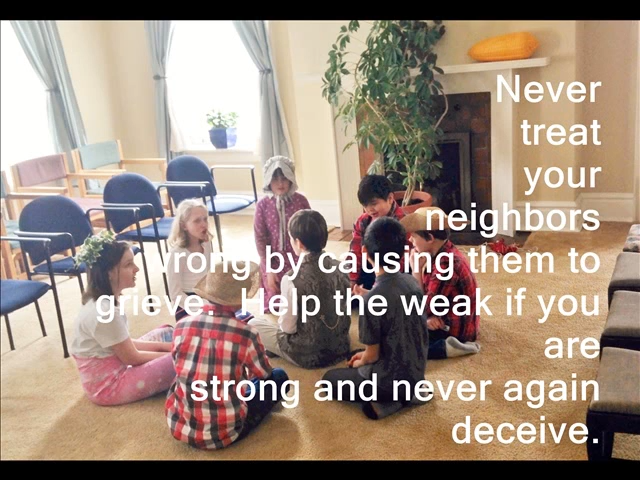 Never
treat
your
neighbors
wrong by causing them to
grieve.  Help the weak if you
are
strong and never again
deceive.